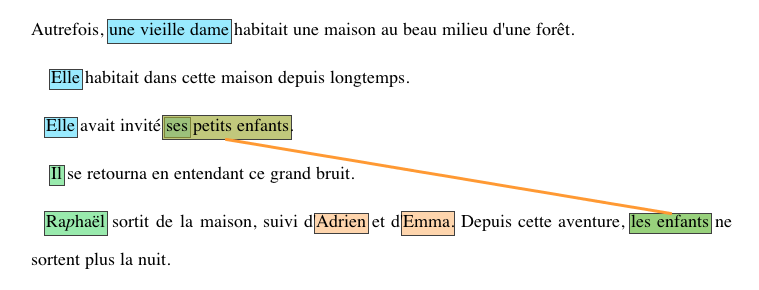 Autrefois, une vieille dame habitait une maison au beau milieu d'une forêt.
Elle habitait dans cette maison depuis longtemps.
Elle avait invité ses petits enfants.
Il se retourna en entendant ce grand bruit.
Raphaël sortit de la maison, suivi d'Adrien et d'Emma. Depuis cette aventure, les enfants ne
sortent plus la nuit.